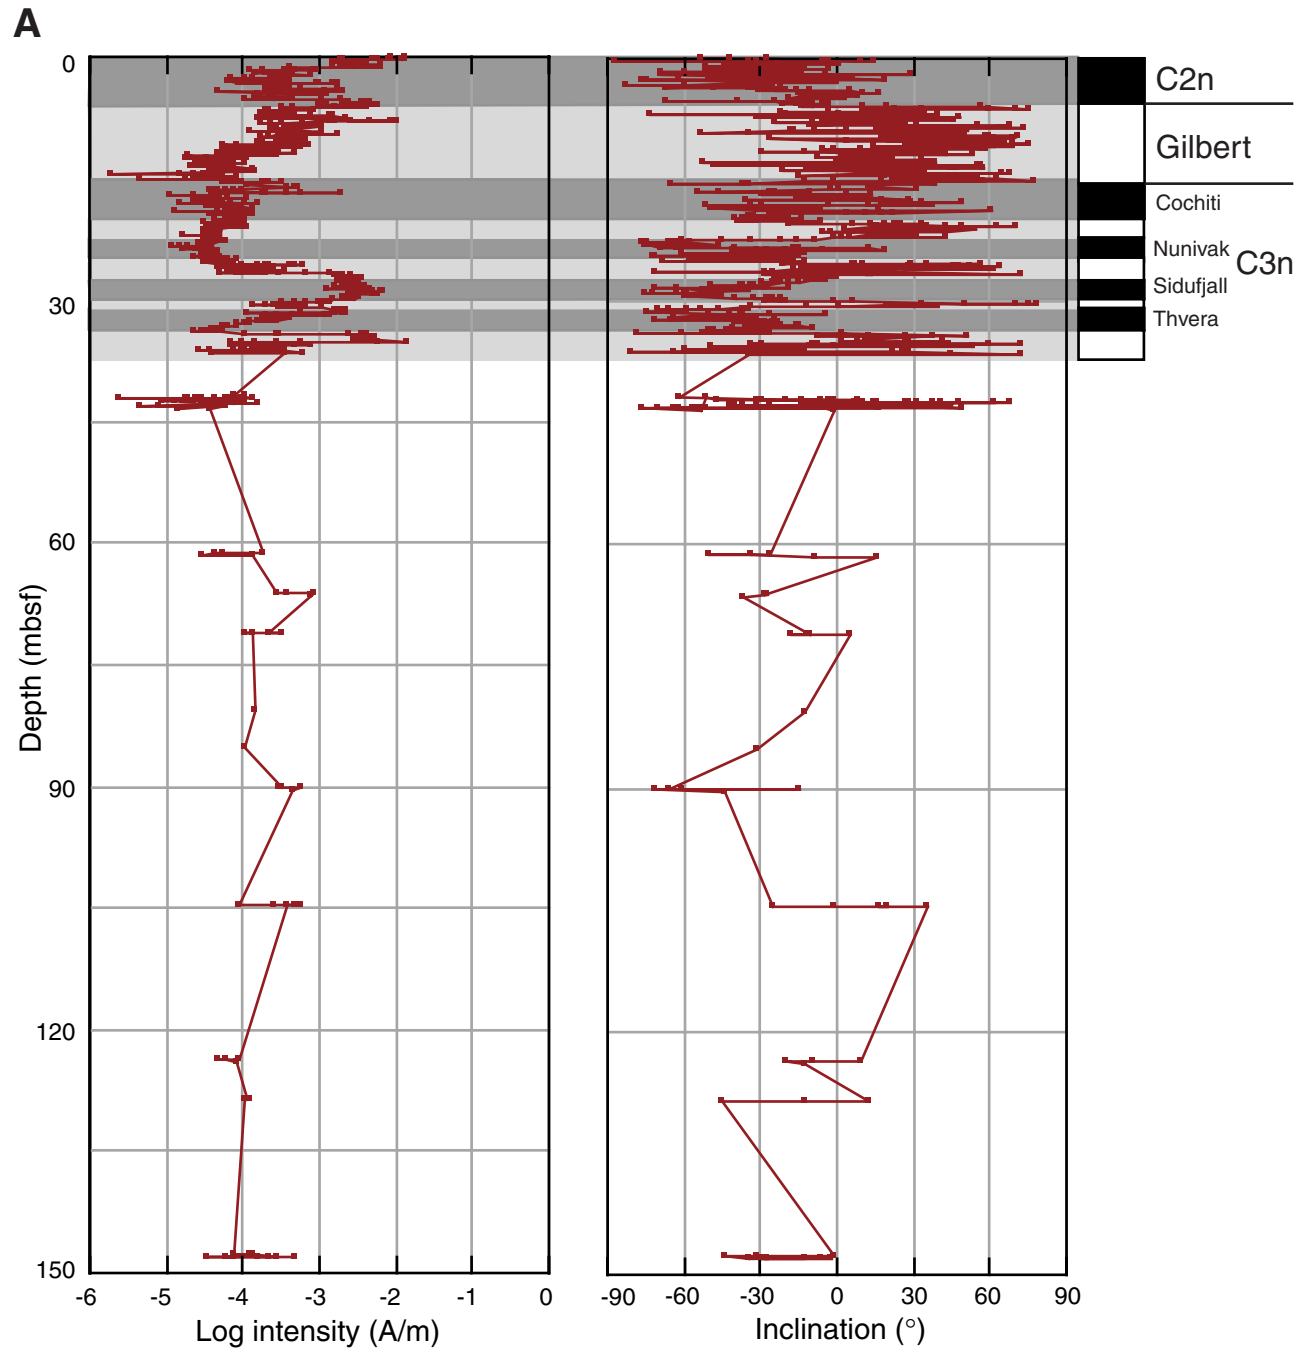 A
0
30
60
90
120
150
Depth (mbsf)
-6 -5 -4 -3 -2 -1 0
Log intensity (A/m)
-90 -60 -30 0 30 60 90
Inclination (°)
C2n
Gilbert
Cochiti
Nunivak
C3n
Sidufjall
Thvera